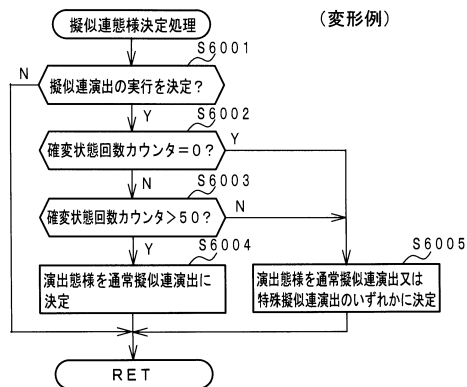 擬似連態様決定処理
(変形例)
S6001
N
擬似連演出の実行を決定?
Y
S6002
確変状態回数カウンタ=0?
Y
N
S6003
確変状態回数カウンタ>50?
N
Y
S6004
演出態様を通常擬似連演出に
決定
S6005
演出態様を通常擬似連演出又は
特殊擬似連演出のいずれかに決定
RET